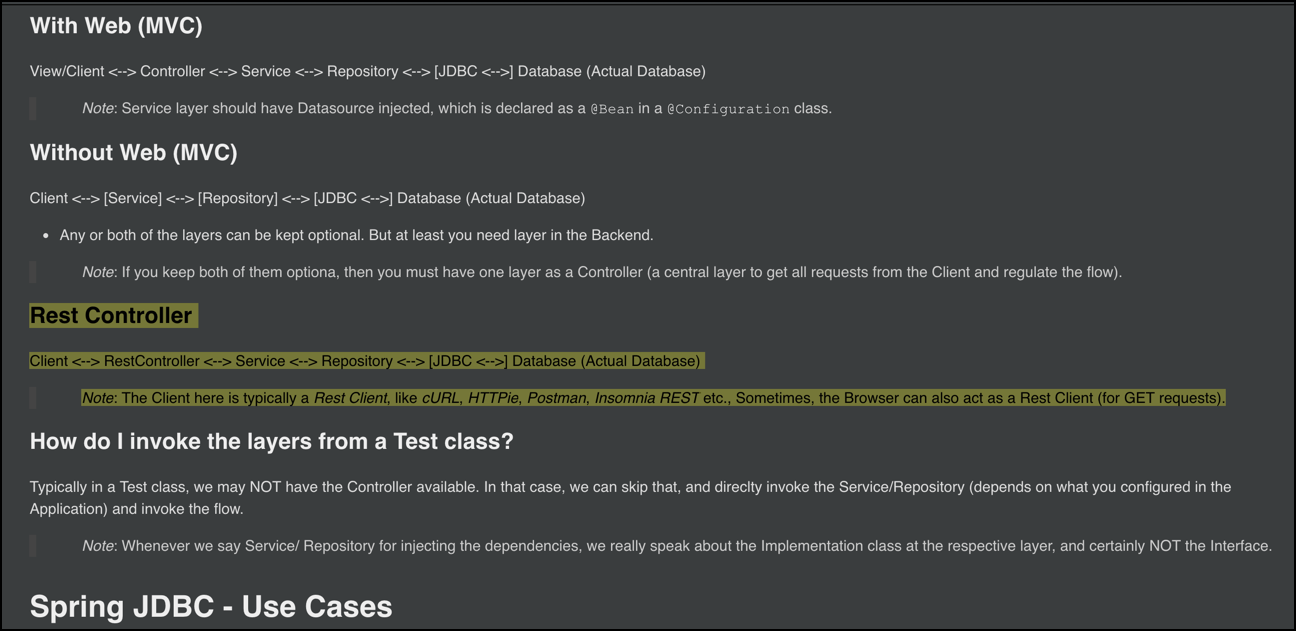 With Web (MVC)
View/Client <--> Controller <--> Service <--> Repository <--> [JDBC <-->] Database (Actual Database)
Note: Service layer should have Datasource injected, which is declared as a @Bean in a @Configuration class.
Without Web (MVC)
Client <--> [Service] <--> [Repository] <--> [JDBC <-->] Database (Actual Database)
• Any or both of the layers can be kept optional. But at least you need layer in the Backend.
Note: If you keep both of them optiona, then you must have one layer as a Controller (a central layer to get all requests from the Client and regulate the flow).
Rest Controller
Client <--> RestController <--> Service <--> Repository <--> [JDBC <-->] Database (Actual Database)
Note: The Client here is typically a Rest Client, like cURL, HTTPie, Postman, Insomnia REST etc., Sometimes, the Browser can also act as a Rest Client (for GET requests).
How do I invoke the layers from a Test class?
Typically in a Test class, we may NOT have the Controller available. In that case, we can skip that, and direclty invoke the Service/Repository (depends on what you configured in the
Application) and invoke the flow.
Note: Whenever we say Service/ Repository for injecting the dependencies, we really speak about the Implementation class at the respective layer, and certainly NOT the Interface.
Spring JDBC - Use Cases